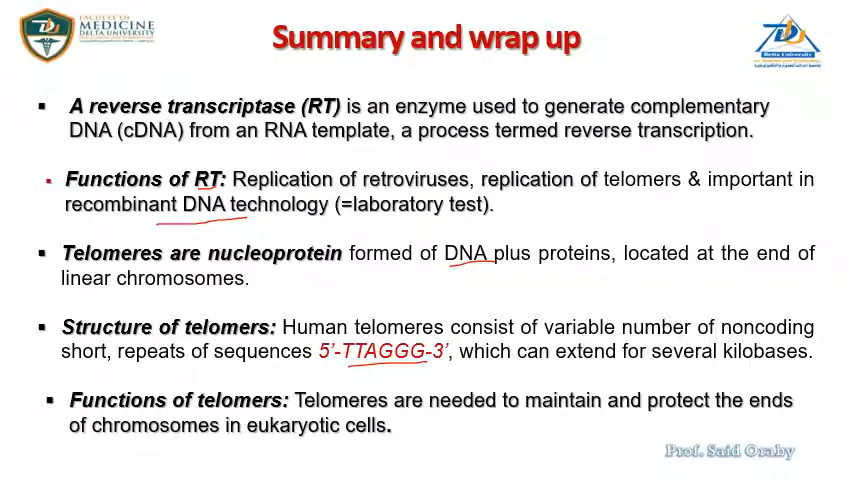 FACULTY OF
MEDICINE
DELTA UNIVERSITY
Summary and wrap up
Delta University
▪ A reverse transcriptase (RT) is an enzyme used to generate complementary
DNA (cDNA) from an RNA template, a process termed reverse transcription.
▪ Functions of RT: Replication of retroviruses, replication of telomers & important in
recombinant DNA technology (=laboratory test).
▪ Telomeres are nucleoprotein formed of DNA plus proteins, located at the end of
linear chromosomes.
▪ Structure of telomers: Human telomeres consist of variable number of noncoding
short, repeats of sequences 5’-TTAGGG-3’, which can extend for several kilobases.
▪ Functions of telomers: Telomeres are needed to maintain and protect the ends
of chromosomes in eukaryotic cells.
Prof. Said Oraby